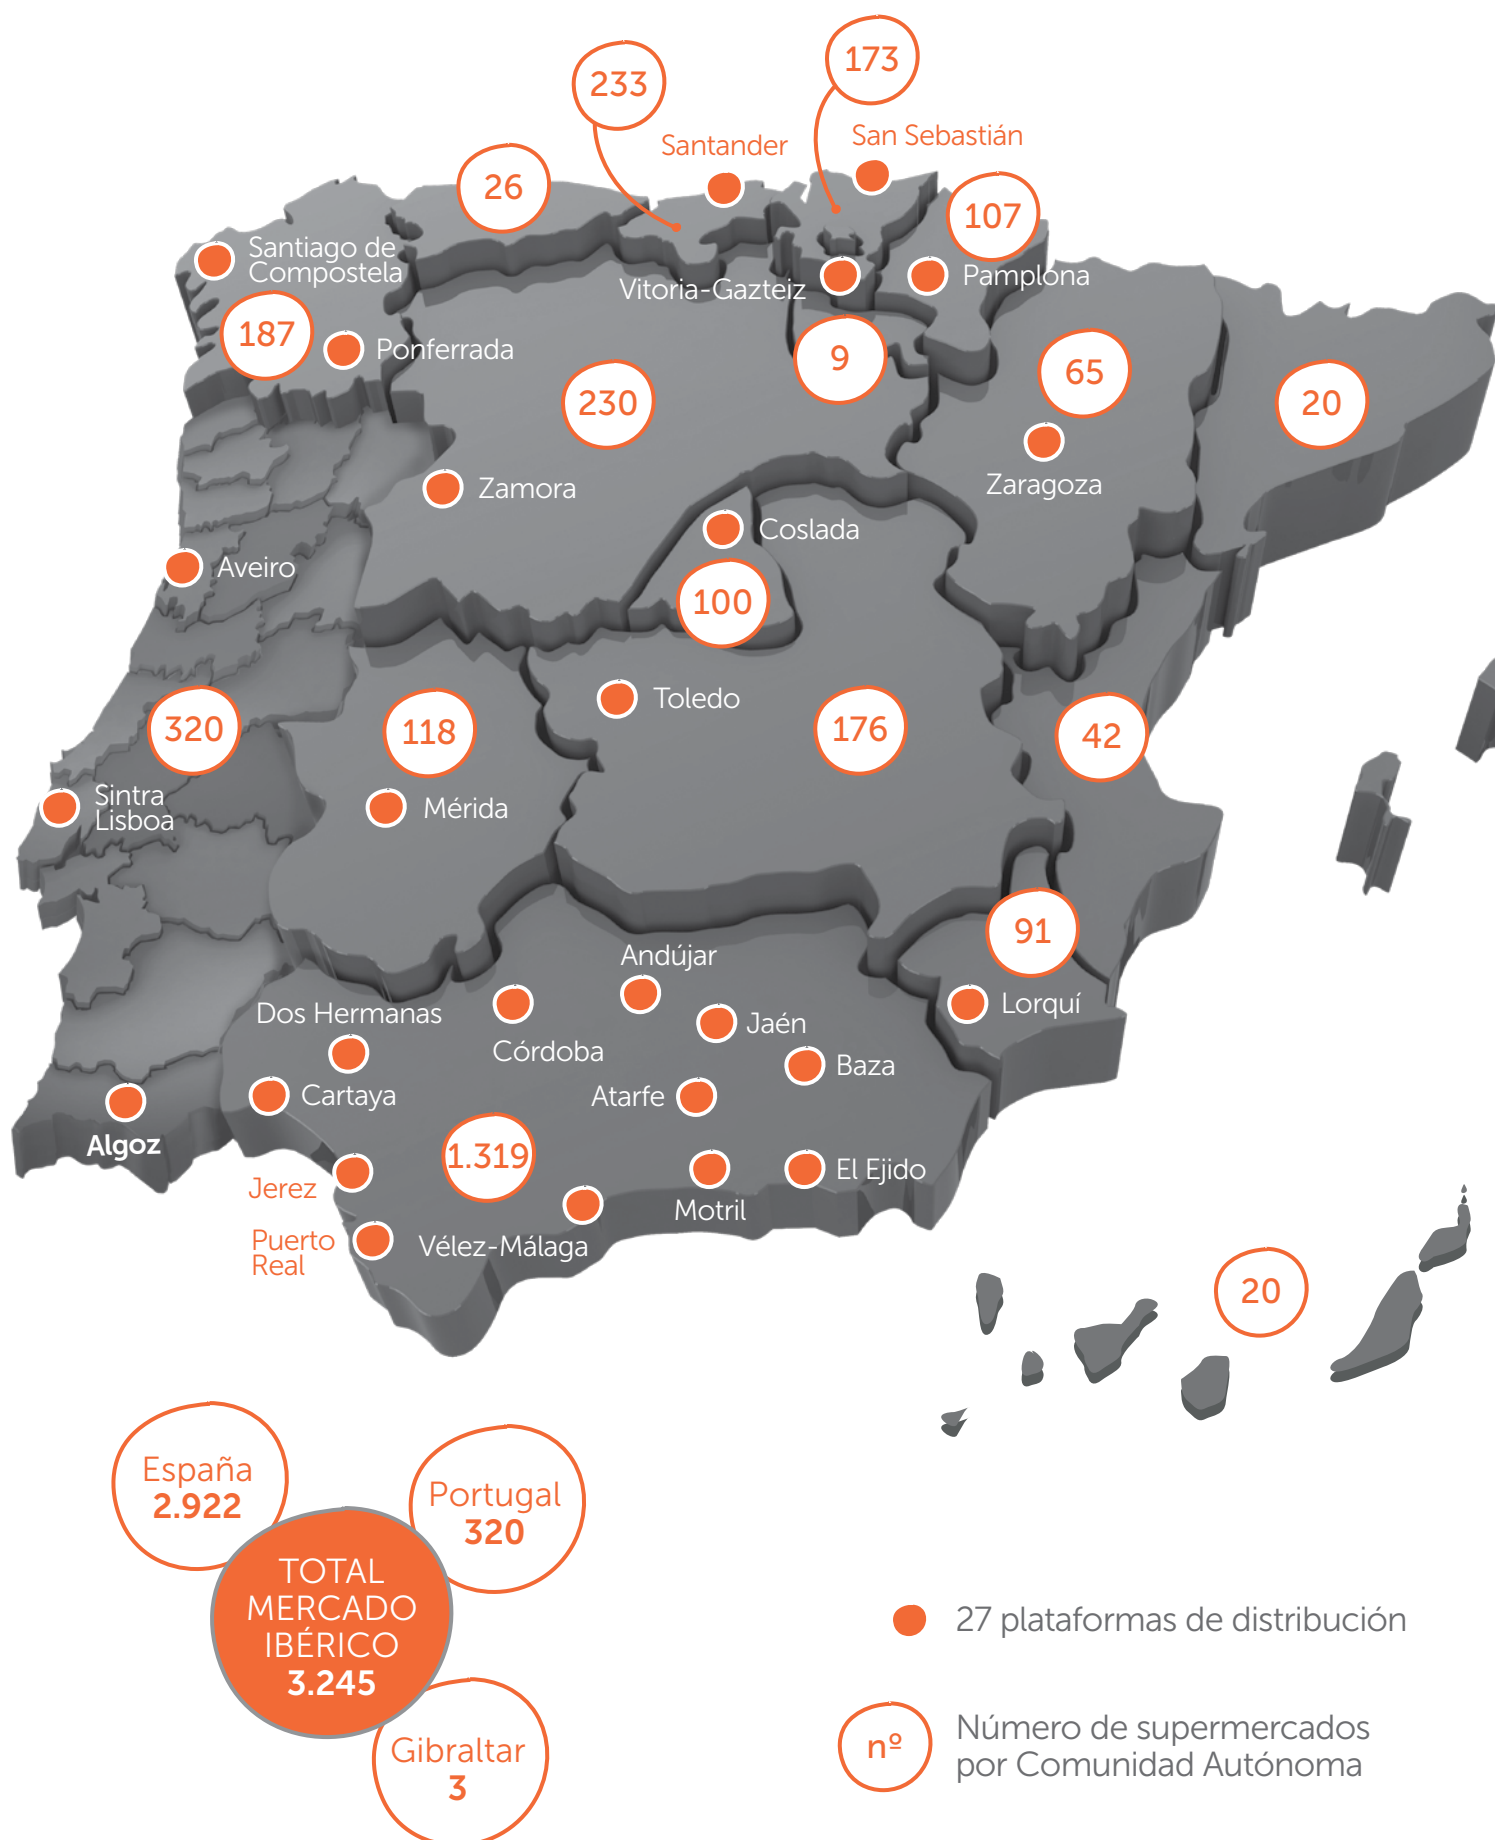 173
233
Santander
San Sebastián
26
107
Santiago de
Compostela
Pamplona
Vitoria-Gazteiz
187
Ponferrada
9
65
230
20
Zamora
Zaragoza
Coslada
Aveiro
100
Toledo
320
118
176
42
Sintra
Lisboa
Mérida
91
Andújar
Lorquí
Dos Hermanas
Córdoba
Jaén
Baza
Cartaya
Atarfe
Algoz
1.319
El Ejido
Jerez
Motril
Puerto
Real
Vélez-Málaga
20
España
2.922
Portugal
320
TOTAL
MERCADO
IBÉRICO
3.245
Gibraltar
3
27 plataformas de distribución
nº
Número de supermercados
por Comunidad Autónoma